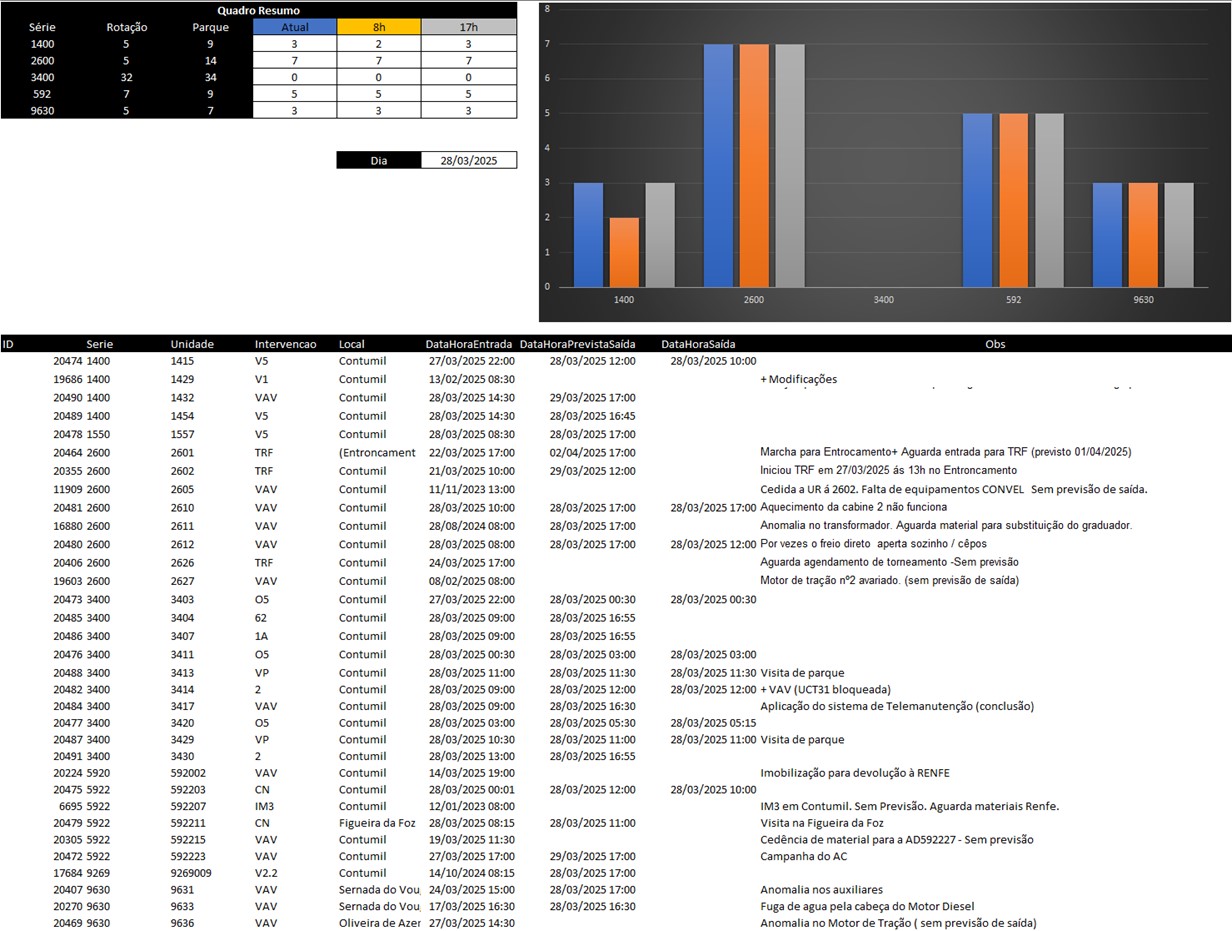 Quadro Resumo
Série Rotação Parque Atual 8h 17h
1400 5 9 3 2 3
2600 5 14 7 7 7
3400 32 34 0 0 0
592 7 9 5 5 5
9630 5 7 3 3 3
Dia 28/03/2025
8
7
6
5
4
3
2
1
0
1400 2600 3400 592 9630
ID Serie Unidade Intervencao Local DataHoraEntrada DataHoraPrevistaSaída DataHoraSaída Obs
20474 1400 1415 V5 Contumil 27/03/2025 22:00 28/03/2025 12:00 28/03/2025 10:00
19686 1400 1429 V1 Contumil 13/02/2025 08:30 + Modificações
20490 1400 1432 VAV Contumil 28/03/2025 14:30 29/03/2025 17:00
20489 1400 1454 V5 Contumil 28/03/2025 14:30 28/03/2025 16:45
20478 1550 1557 V5 Contumil 28/03/2025 08:30 28/03/2025 17:00
20464 2600 2601 TRF (Entroncament 22/03/2025 17:00 02/04/2025 17:00 Marcha para Entrocamento+ Aguarda entrada para TRF (previsto 01/04/2025)
20355 2600 2602 TRF Contumil 21/03/2025 10:00 29/03/2025 12:00 Iniciou TRF em 27/03/2025 ás 13h no Entroncamento
11909 2600 2605 VAV Contumil 11/11/2023 13:00 Cedida a UR á 2602. Falta de equipamentos CONVEL Sem previsão de saída.
20481 2600 2610 VAV Contumil 28/03/2025 10:00 28/03/2025 17:00 28/03/2025 17:00 Aquecimento da cabine 2 não funciona
16880 2600 2611 VAV Contumil 28/08/2024 08:00 28/03/2025 17:00 Anomalia no transformador. Aguarda material para substituição do graduador.
20480 2600 2612 VAV Contumil 28/03/2025 08:00 28/03/2025 17:00 28/03/2025 12:00 Por vezes o freio direto aperta sozinho / cêpos
20406 2600 2626 TRF Contumil 24/03/2025 17:00 Aguarda agendamento de torneamento -Sem previsão
19603 2600 2627 VAV Contumil 08/02/2025 08:00 Motor de tração nº2 avariado. (sem previsão de saída)
20473 3400 3403 O5 Contumil 27/03/2025 22:00 28/03/2025 00:30 28/03/2025 00:30
20485 3400 3404 62 Contumil 28/03/2025 09:00 28/03/2025 16:55
20486 3400 3407 1A Contumil 28/03/2025 09:00 28/03/2025 16:55
20476 3400 3411 O5 Contumil 28/03/2025 00:30 28/03/2025 03:00 28/03/2025 03:00
20488 3400 3413 VP Contumil 28/03/2025 11:00 28/03/2025 11:30 28/03/2025 11:30 Visita de parque
20482 3400 3414 2 Contumil 28/03/2025 09:00 28/03/2025 12:00 28/03/2025 12:00 + VAV (UCT31 bloqueada)
20484 3400 3417 VAV Contumil 28/03/2025 09:00 28/03/2025 16:30 Aplicação do sistema de Telemanutenção (conclusão)
20477 3400 3420 O5 Contumil 28/03/2025 03:00 28/03/2025 05:30 28/03/2025 05:15
20487 3400 3429 VP Contumil 28/03/2025 10:30 28/03/2025 11:00 28/03/2025 11:00 Visita de parque
20491 3400 3430 2 Contumil 28/03/2025 13:00 28/03/2025 16:55
20224 5920 592002 VAV Contumil 14/03/2025 19:00 Imobilização para devolução à RENFE
20475 5922 592203 CN Contumil 28/03/2025 00:01 28/03/2025 12:00 28/03/2025 10:00
6695 5922 592207 IM3 Contumil 12/01/2023 08:00 IM3 em Contumil. Sem Previsão. Aguarda materiais Renfe.
20479 5922 592211 CN Figueira da Foz 28/03/2025 08:15 28/03/2025 11:00 Visita na Figueira da Foz
20305 5922 592215 VAV Contumil 19/03/2025 11:30 Cedência de material para a AD592227 - Sem previsão
20472 5922 592223 VAV Contumil 27/03/2025 17:00 29/03/2025 17:00 Campanha do AC
17684 9269 9269009 V2.2 Contumil 14/10/2024 08:15 28/03/2025 17:00
20407 9630 9631 VAV Sernada do Vou 24/03/2025 15:00 28/03/2025 17:00 Anomalia nos auxiliares
20270 9630 9633 VAV Sernada do Vou 17/03/2025 16:30 28/03/2025 16:30 Fuga de agua pela cabeça do Motor Diesel
20469 9630 9636 VAV Oliveira de Azer 27/03/2025 14:30 Anomalia no Motor de Tração ( sem previsão de saída)